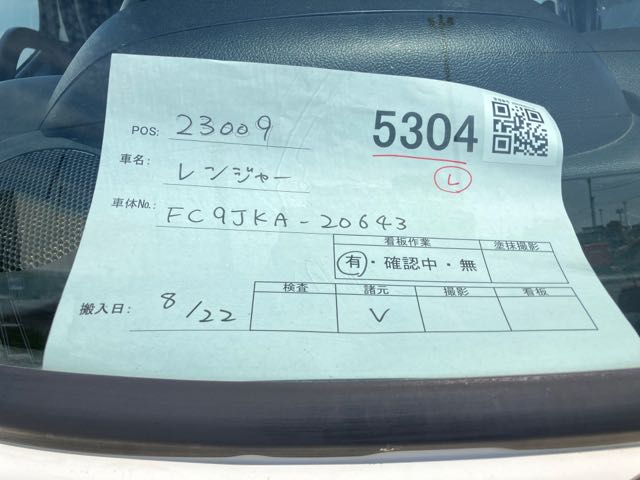 POS: 23009
5304
L
車名: レンジャー
車体No.: FC9JKA-20643
看板作業 塗抹撮影
有・確認中・無
検査 諸元 撮影 看板
搬入日: 8/22 V